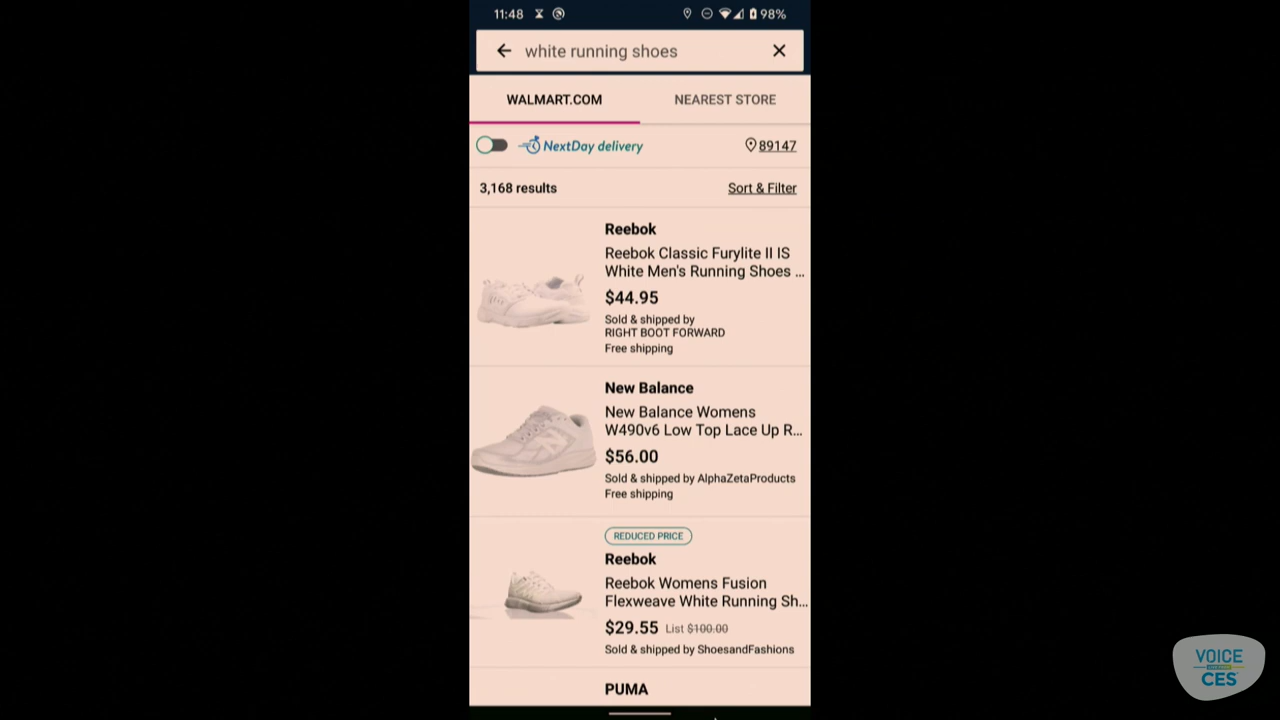 11:48
98%
white running shoes
WALMART.COM
NEAREST STORE
NextDay delivery
89147
3,168 results
Sort & Filter
Reebok
Reebok Classic Furylite II IS
White Men's Running Shoes ...
$44.95
Sold & shipped by
RIGHT BOOT FORWARD
Free shipping
New Balance
New Balance Womens
W490v6 Low Top Lace Up R...
$56.00
Sold & shipped by AlphaZetaProducts
Free shipping
REDUCED PRICE
Reebok
Reebok Womens Fusion
Flexweave White Running Sh...
$29.55 List $100.00
Sold & shipped by ShoesandFashions
PUMA
VOICE
CES